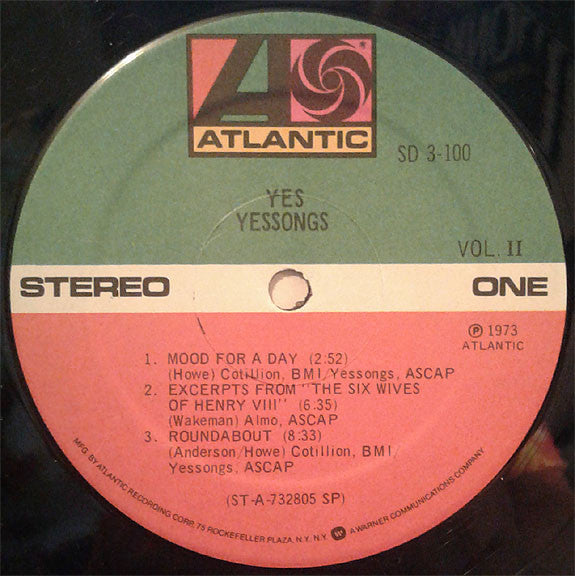 ATLANTIC
SD 3-100
YES
YESSONGS
VOL. II
STEREO
ONE
℗ 1973
ATLANTIC
1. MOOD FOR A DAY (2:52)
(Howe) Cotillion, BMI/Yessongs, ASCAP
2. EXCERPTS FROM "THE SIX WIVES
OF HENRY VIII" (6.35)
(Wakeman) Almo, ASCAP
3. ROUNDABOUT (8:33)
(Anderson/Howe) Cotillion, BMI/
Yessongs, ASCAP
(ST-A-732805 SP)
MFG. BY ATLANTIC RECORDING CORP. 75 ROCKEFELLER PLAZA, N.Y. N.Y. W A WARNER COMMUNICATIONS COMPANY